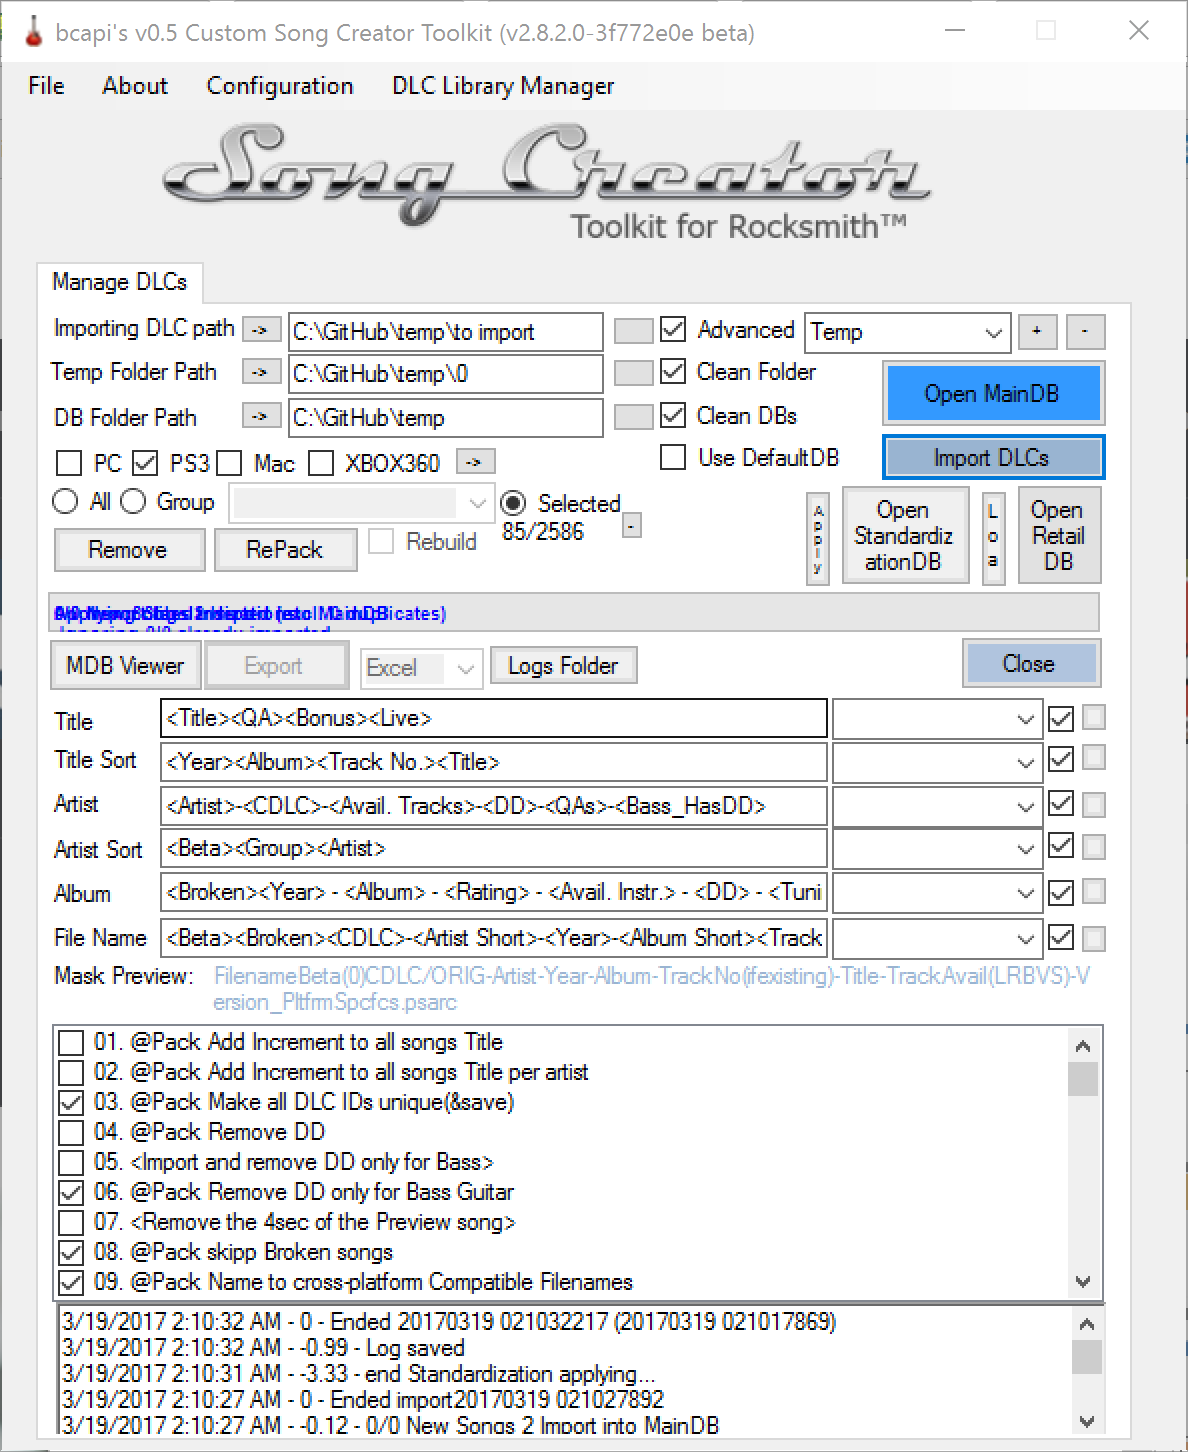 bcapi's v0.5 Custom Song Creator Toolkit (v2.8.2.0-3f772e0e beta)
File About Configuration DLC Library Manager
Song Creator
Toolkit for Rocksmith™
Manage DLCs
Importing DLC path -> C:\GitHub\temp\to import Advanced Temp + -
Temp Folder Path -> C:\GitHub\temp\0 Clean Folder
Open MainDB
DB Folder Path -> C:\GitHub\temp Clean DBs
PC PS3 Mac XBOX360 -> Use DefaultDB Import DLCs
All Group Selected
85/2586 -
Apply
Open
Standardiz
ationDB
Loa
Open
Retail
DB
Remove RePack Rebuild
MDB Viewer Export Excel Logs Folder Close
Title <Title><QA><Bonus><Live>
Title Sort <Year><Album><Track No.><Title>
Artist <Artist>-<CDLC>-<Avail. Tracks>-<DD>-<QAs>-<Bass_HasDD>
Artist Sort <Beta><Group><Artist>
Album <Broken><Year> - <Album> - <Rating> - <Avail. Instr.> - <DD> - <Tuni
File Name <Beta><Broken><CDLC>-<Artist Short>-<Year>-<Album Short><Track
Mask Preview: FilenameBeta(0)CDLC/ORIG-Artist-Year-Album-TrackNo(ifexisting)-Title-TrackAvail(LRBVS)-V
ersion_PltfrmSpcfcs.psarc
01. @Pack Add Increment to all songs Title
02. @Pack Add Increment to all songs Title per artist
03. @Pack Make all DLC IDs unique(&save)
04. @Pack Remove DD
05. <Import and remove DD only for Bass>
06. @Pack Remove DD only for Bass Guitar
07. <Remove the 4sec of the Preview song>
08. @Pack skipp Broken songs
09. @Pack Name to cross-platform Compatible Filenames
3/19/2017 2:10:32 AM - 0 - Ended 20170319 021032217 (20170319 021017869)
3/19/2017 2:10:32 AM - -0.99 - Log saved
3/19/2017 2:10:31 AM - -3.33 - end Standardization applying...
3/19/2017 2:10:27 AM - 0 - Ended import20170319 021027892
3/19/2017 2:10:27 AM - -0.12 - 0/0 New Songs 2 Import into MainDB